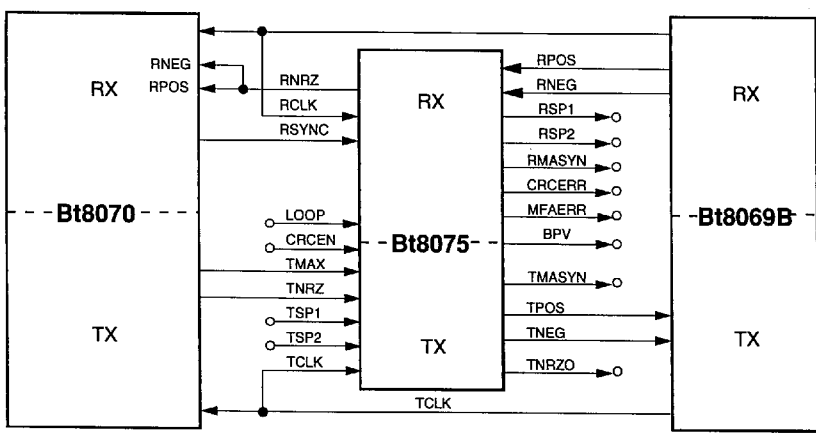 RX
RNEG
RPOS
Bt8070
TX
RNRZ
RCLK
RSYNC
LOOP
CRCEN
TMAX
TNRZ
TSP1
TSP2
TCLK
RX
Bt8075
TX
RPOS
RNEG
RSP1
RSP2
RMASYN
CRCERR
MFAERR
BPV
TMASYN
TPOS
TNEG
TNRZO
RX
Bt8069B
TX
TCLK